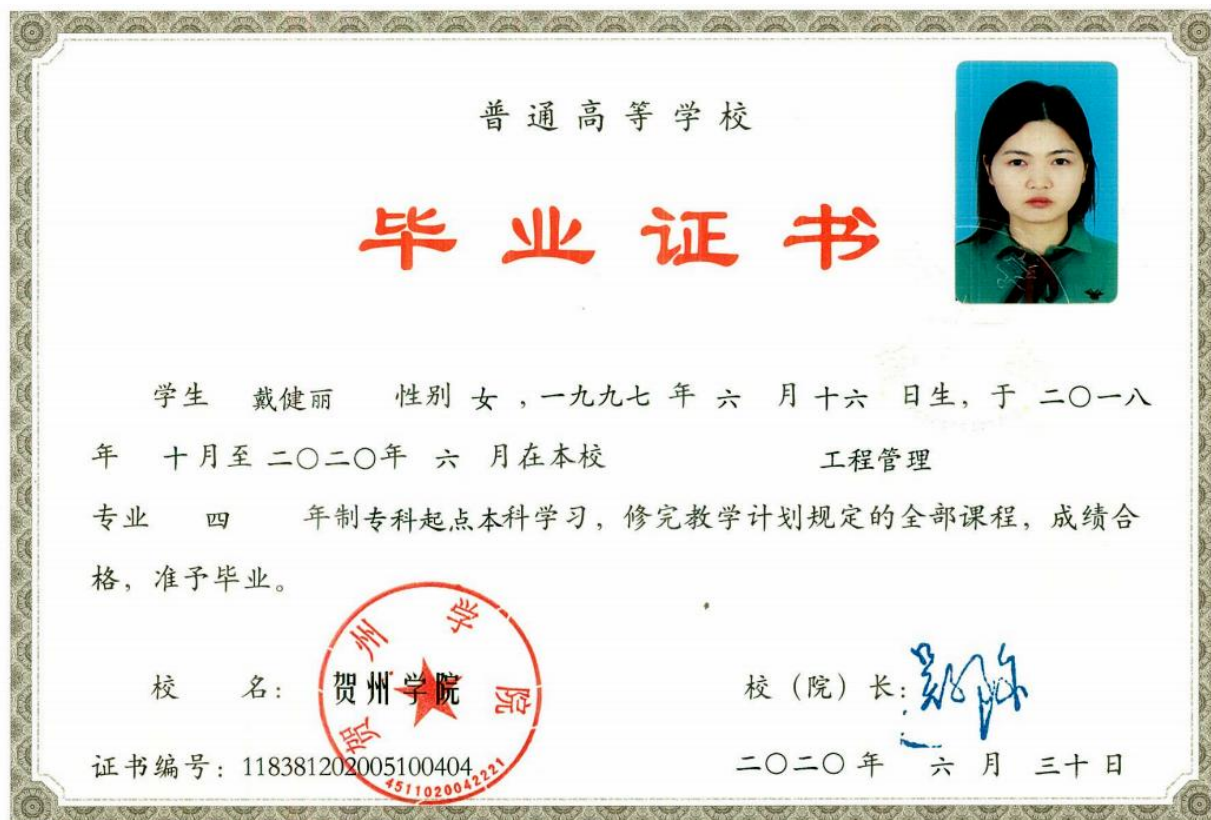 普通高等学校
毕业证书
学生 戴健丽 性别 女，一九九七 年 六 月 十六 日生，于 二〇一八
年 十月至 二〇二〇年 六 月在本校 工程管理
专业 四 年制 专科起点本科学习，修完教学计划规定的全部课程，成绩合
格，准予毕业。
贺州学院
校 名： 贺州学院
校（院）长：
4511020042221
证书编号：118381202005100404
二〇二〇 年 六 月 三十 日